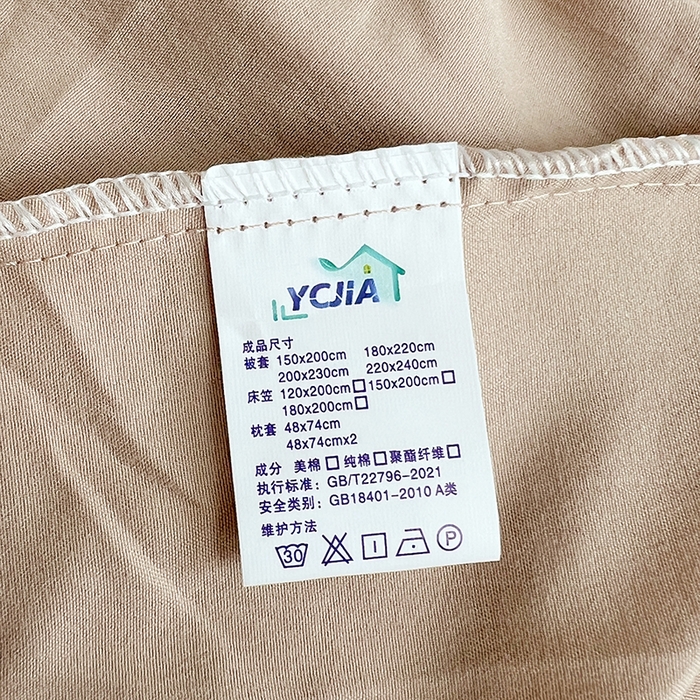 YCJIA
成品尺寸
被套 150x200cm 180x220cm
200x230cm 220x240cm
床笠 120x200cm□ 150x200cm□
180x200cm□
枕套 48x74cm
48x74cmx2
成分 美棉□ 纯棉□ 聚酯纤维□
执行标准：GB/T22796-2021
安全类别：GB18401-2010 A类
维护方法
30 P